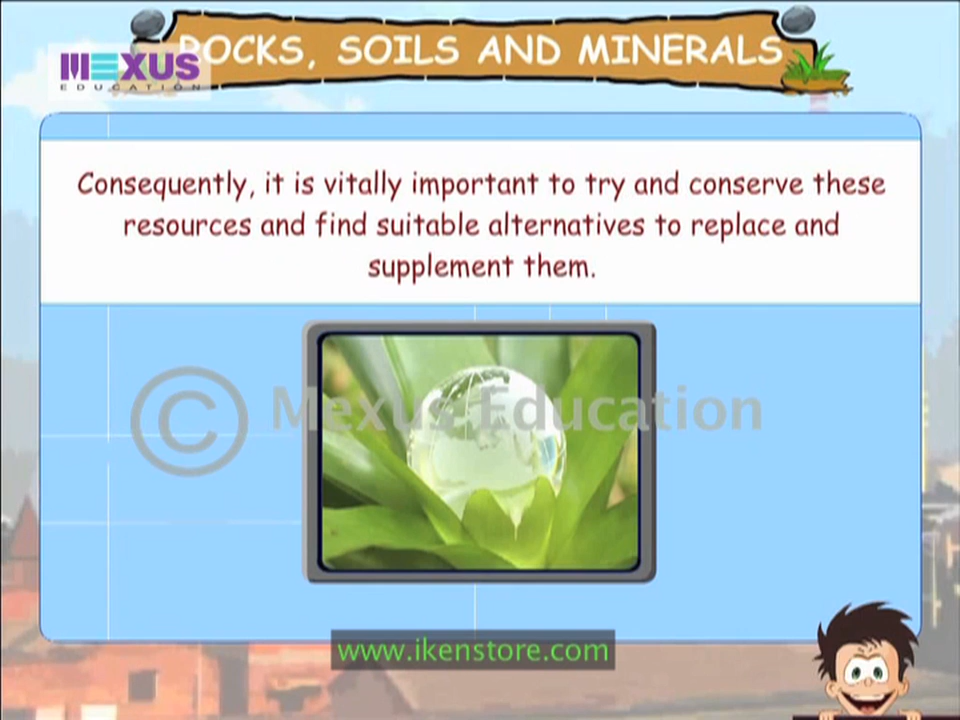 ROCKS, SOILS AND MINERALS
MEXUS
EDUCATION
Consequently, it is vitally important to try and conserve these
resources and find suitable alternatives to replace and
supplement them.
© Mexus Education
www.ikenstore.com